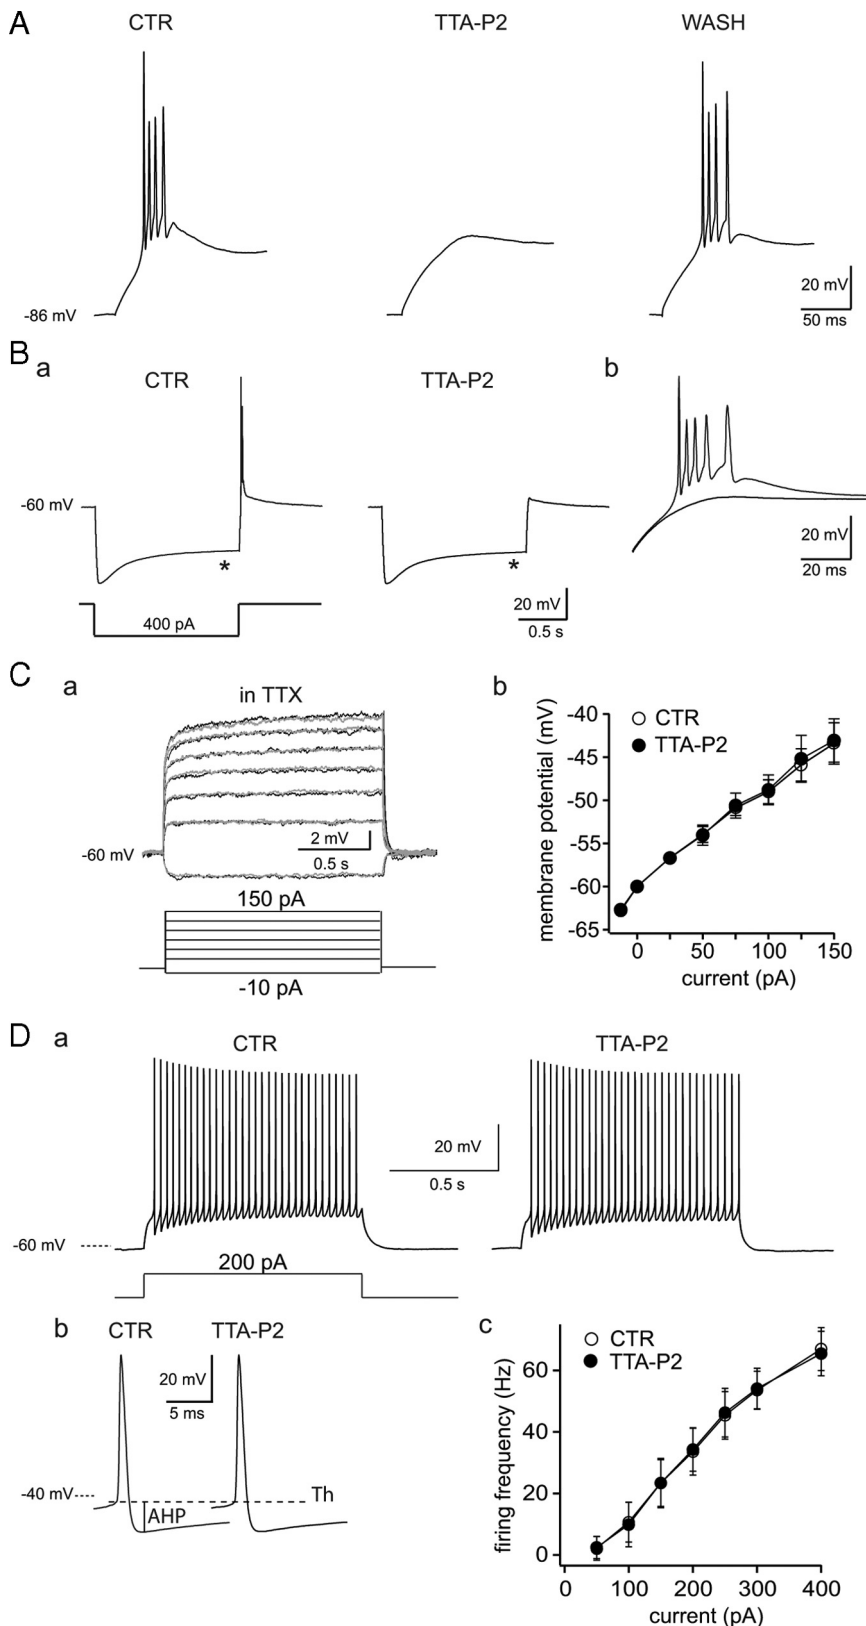 A
CTR
TTA-P2
WASH
-86 mV
20 mV
50 ms
B
a
CTR
TTA-P2
b
-60 mV
*
*
20 mV
20 ms
400 pA
20 mV
0.5 s
C
a
in TTX
-60 mV
2 mV
0.5 s
150 pA
-10 pA
b
CTR
TTA-P2
membrane potential (mV)
-40
-45
-50
-55
-60
-65
0
50
100
150
current (pA)
D
a
CTR
TTA-P2
20 mV
0.5 s
-60 mV
200 pA
b
CTR
TTA-P2
20 mV
5 ms
-40 mV
Th
AHP
c
CTR
TTA-P2
firing frequency (Hz)
60
40
20
0
0
100
200
300
400
current (pA)